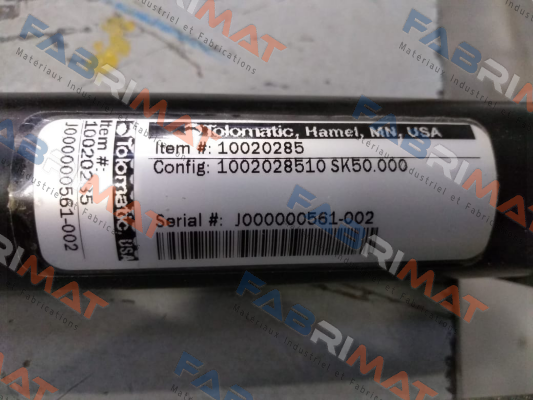 Tolomatic, Hamel, MN, USA
Item #: 10020285
Config: 1002028510 SK50.000
Serial #: J000000561-002
Tolomatic, USA
Item #:
10020285
J000000561-002
FABRIMAT
Matériaux Industriel et Fabrications